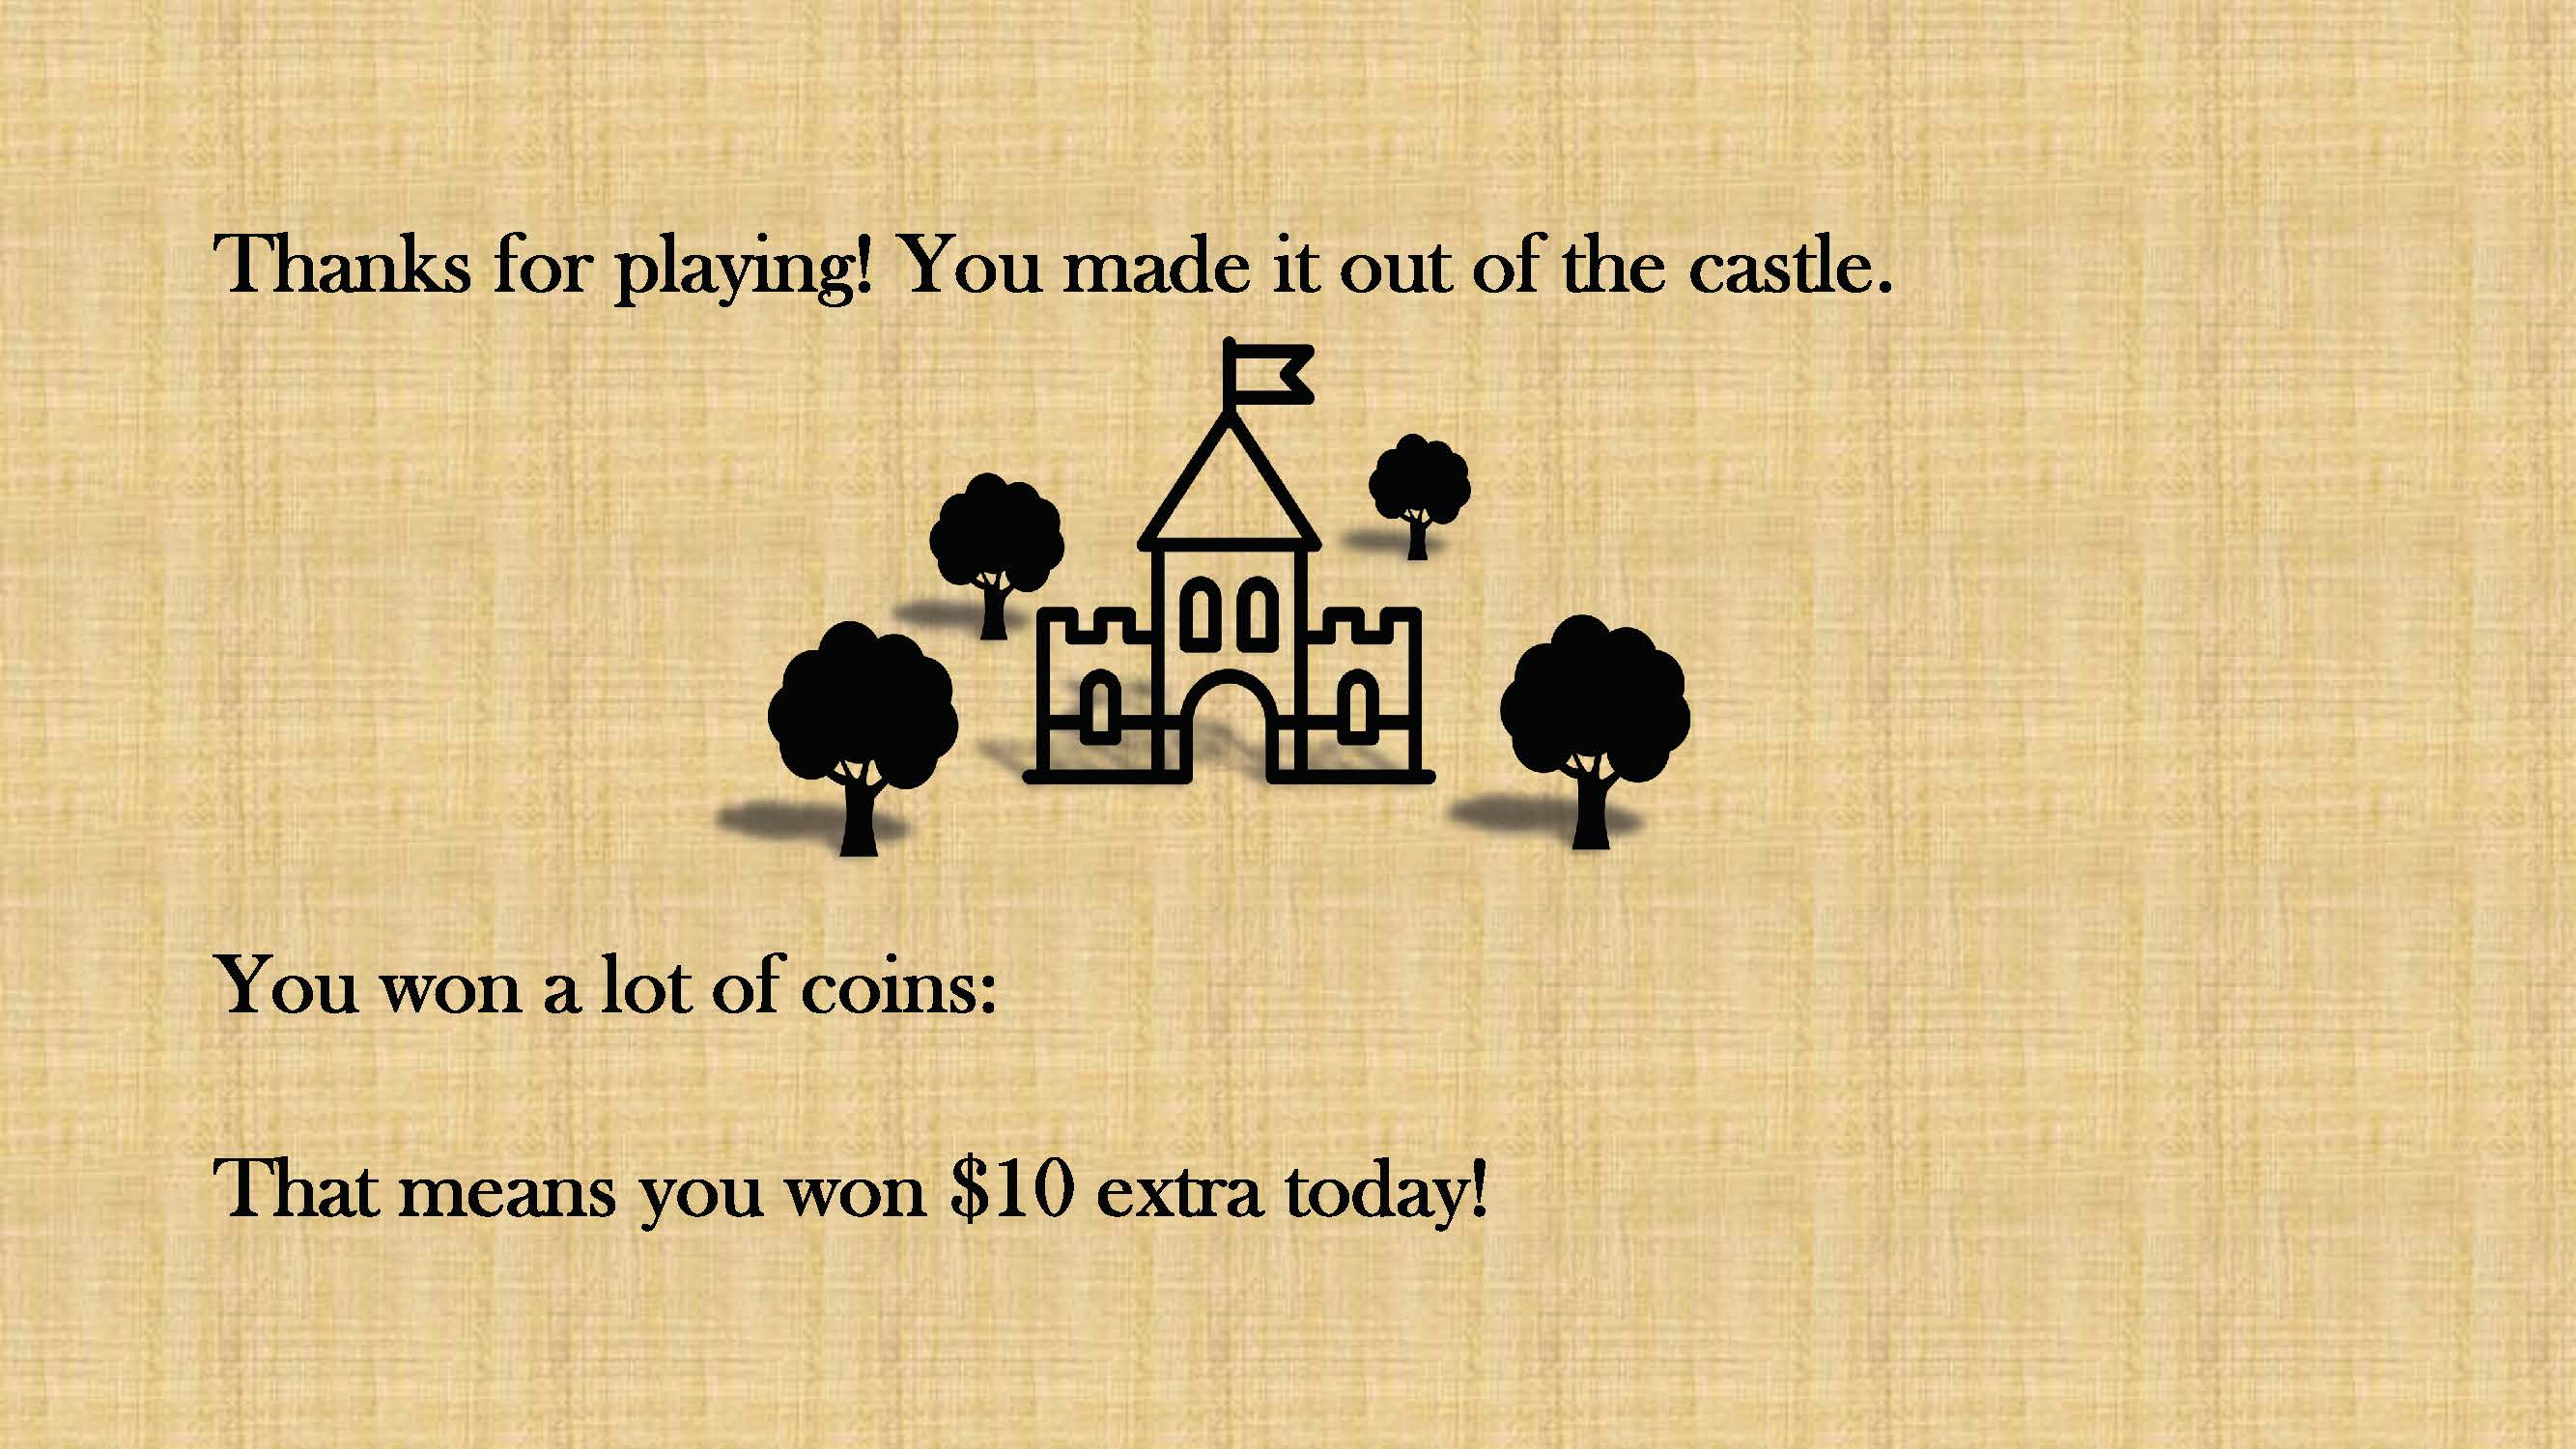 Thanks for playing! You made it out of the castle.
You won a lot of coins:
That means you won $10 extra today!